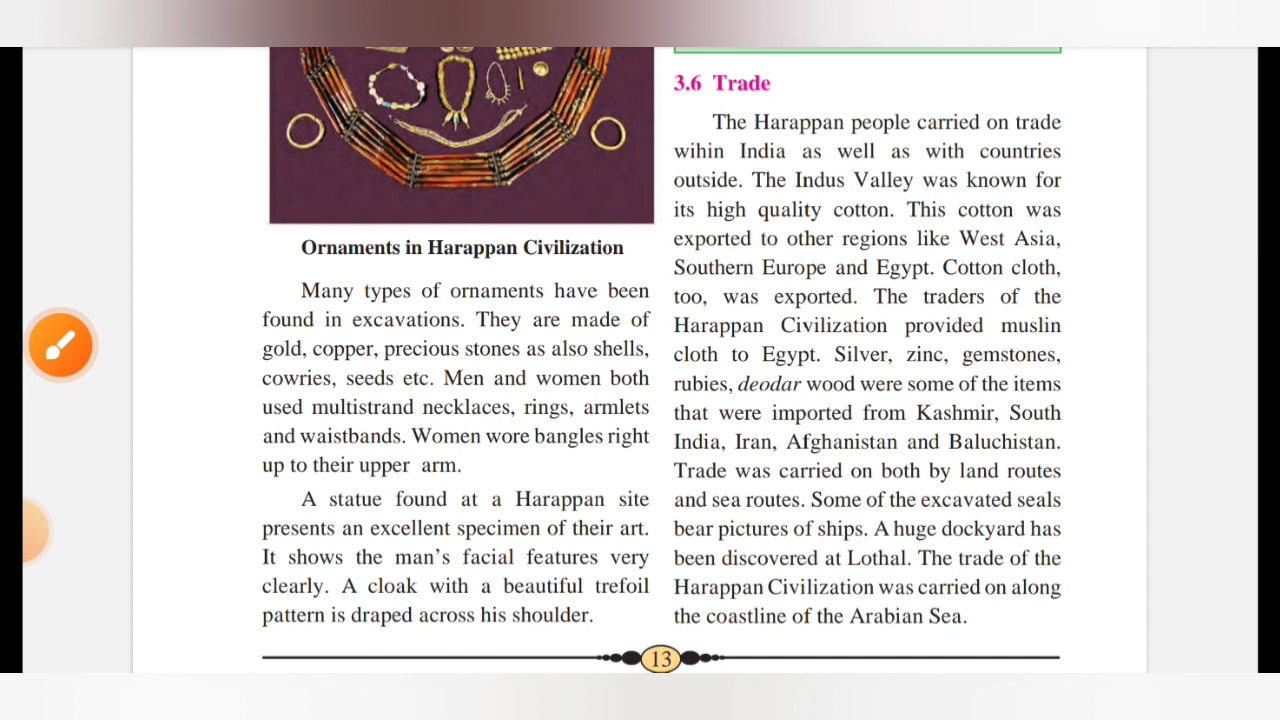 Ornaments in Harappan Civilization
Many types of ornaments have been
found in excavations. They are made of
gold, copper, precious stones as also shells,
cowries, seeds etc. Men and women both
used multistrand necklaces, rings, armlets
and waistbands. Women wore bangles right
up to their upper arm.
A statue found at a Harappan site
presents an excellent specimen of their art.
It shows the man's facial features very
clearly. A cloak with a beautiful trefoil
pattern is draped across his shoulder.
3.6 Trade
The Harappan people carried on trade
wihin India as well as with countries
outside. The Indus Valley was known for
its high quality cotton. This cotton was
exported to other regions like West Asia,
Southern Europe and Egypt. Cotton cloth,
too, was exported. The traders of the
Harappan Civilization provided muslin
cloth to Egypt. Silver, zinc, gemstones,
rubies, deodar wood were some of the items
that were imported from Kashmir, South
India, Iran, Afghanistan and Baluchistan.
Trade was carried on both by land routes
and sea routes. Some of the excavated seals
bear pictures of ships. A huge dockyard has
been discovered at Lothal. The trade of the
Harappan Civilization was carried on along
the coastline of the Arabian Sea.
13